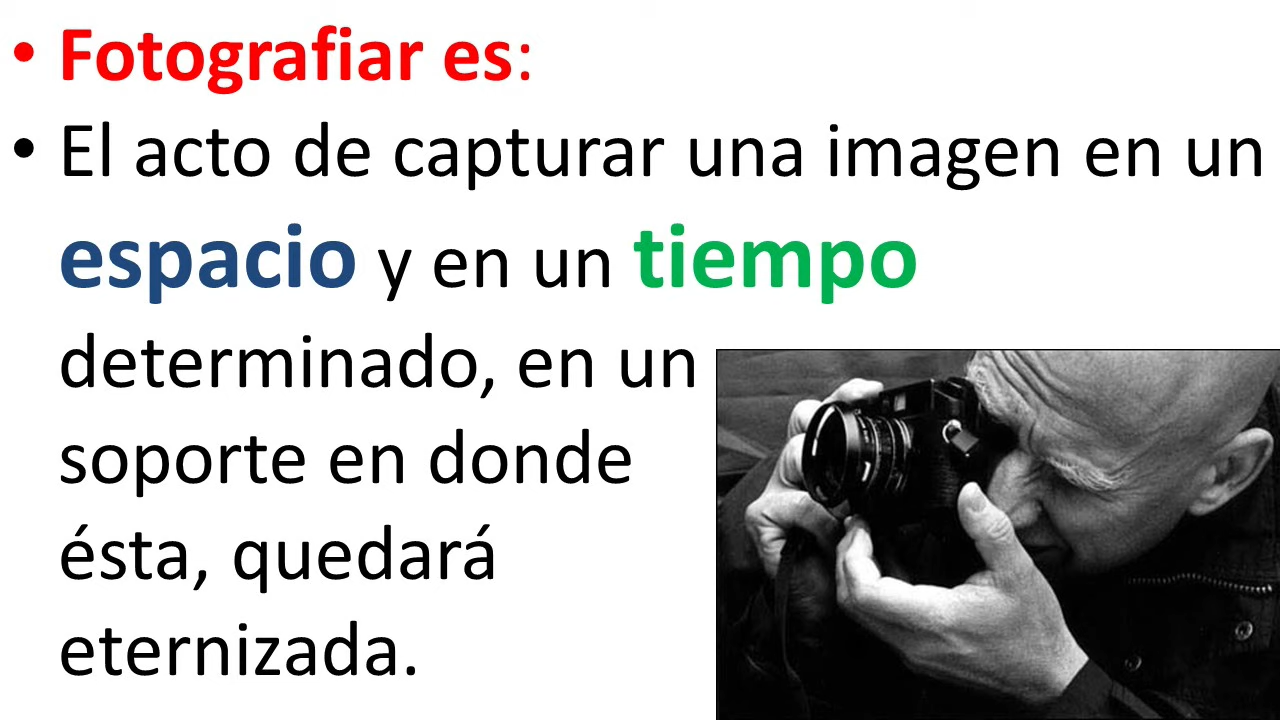 • Fotografiar es:
• El acto de capturar una imagen en un
espacio y en un tiempo
determinado, en un
soporte en donde
ésta, quedará
eternizada.